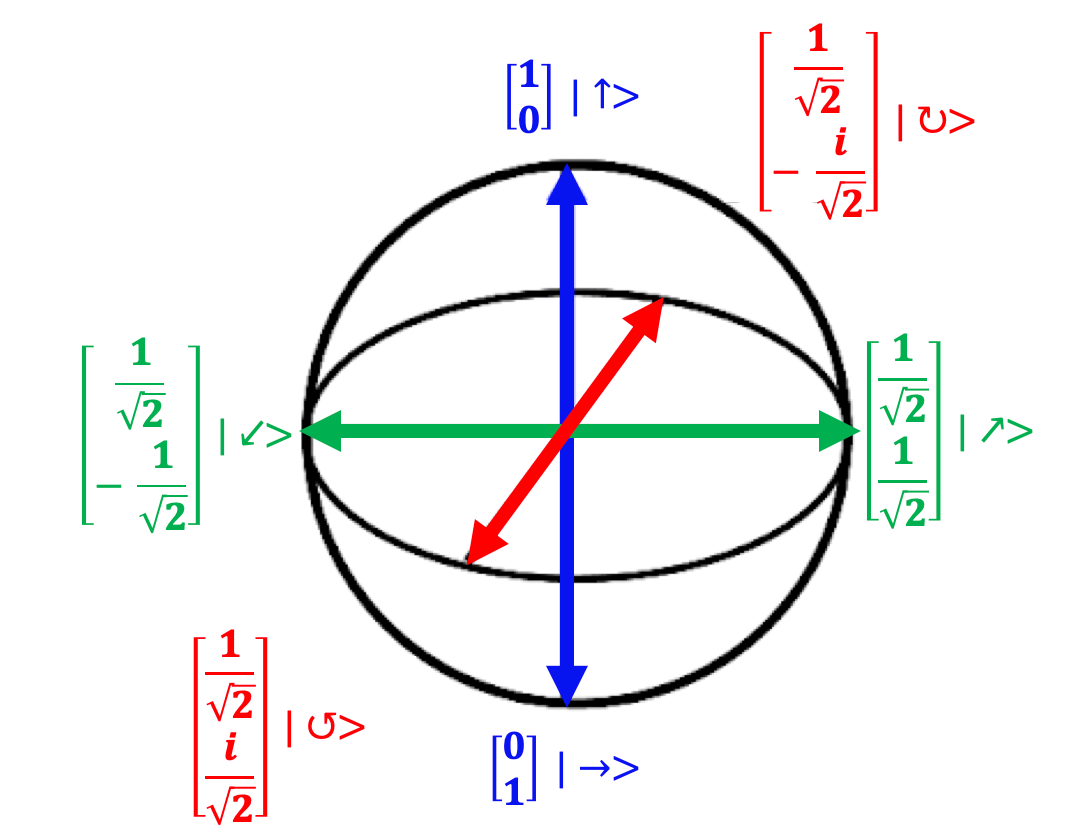 [1 0] | ↑>
[1/√2 − i/√2] | ↻>
[1/√2 − 1/√2] | ↙>
[1/√2 1/√2] | ↗>
[1/√2 i/√2] | ↺>
[0 1] | →>